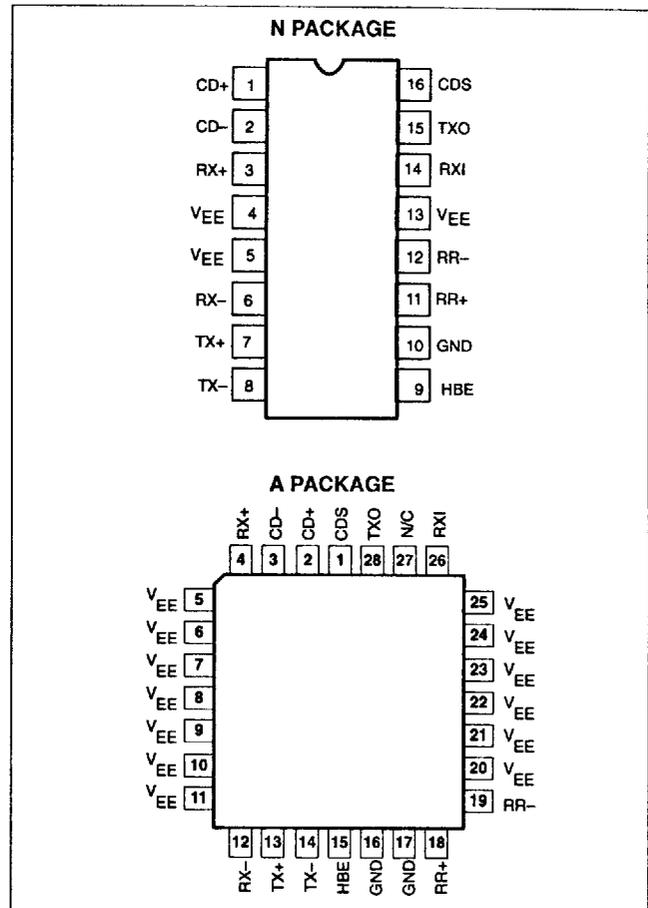 N PACKAGE
CD+ 1 16 CDS
CD– 2 15 TXO
RX+ 3 14 RXI
VEE 4 13 VEE
VEE 5 12 RR–
RX– 6 11 RR+
TX+ 7 10 GND
TX– 8 9 HBE
A PACKAGE
RX+ CD– CD+ CDS TXO N/C RXI
4 3 2 1 28 27 26
VEE 5 25 VEE
VEE 6 24 VEE
VEE 7 23 VEE
VEE 8 22 VEE
VEE 9 21 VEE
VEE 10 20 VEE
VEE 11 19 RR–
12 13 14 15 16 17 18
RX– TX+ TX– HBE GND GND RR+